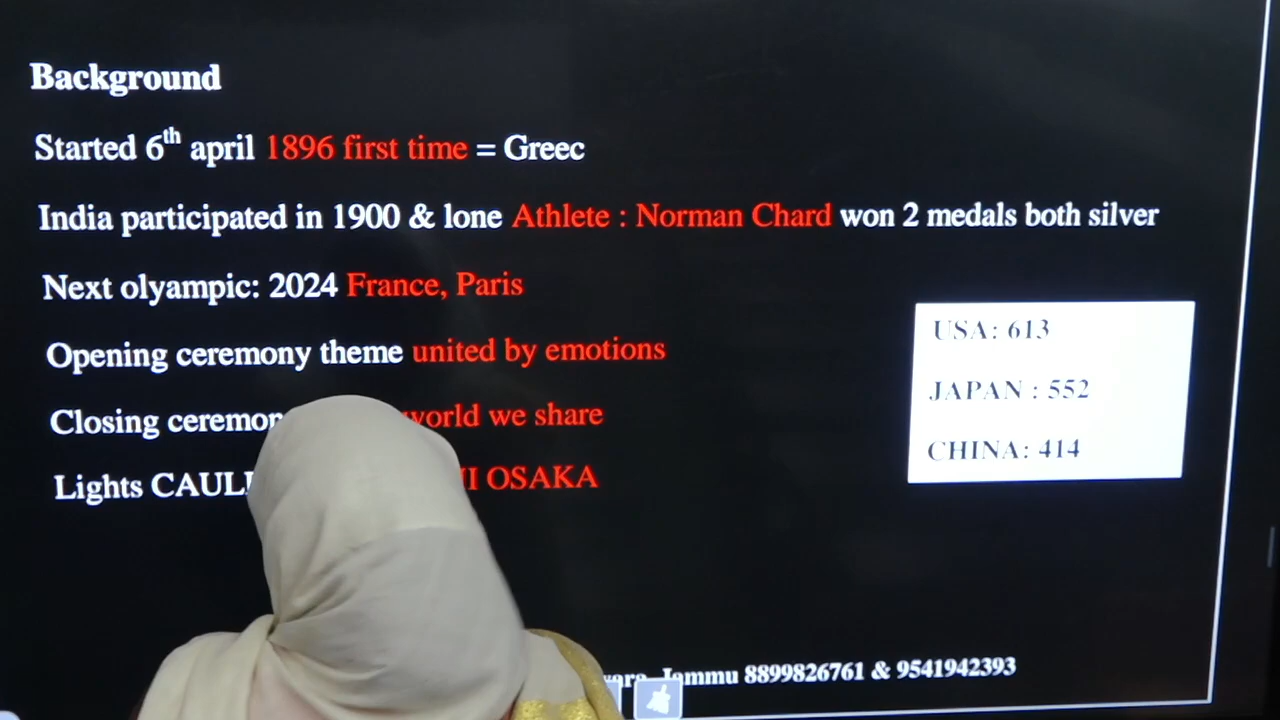 Background
Started 6th april 1896 first time = Greec
India participated in 1900 & lone Athlete : Norman Chard won 2 medals both silver
Next olyampic: 2024 France, Paris
Opening ceremony theme united by emotions
Closing world we share
Lights OSAKA
USA: 613
JAPAN : 552
CHINA: 414
Jammu 8899826761 & 9541942393